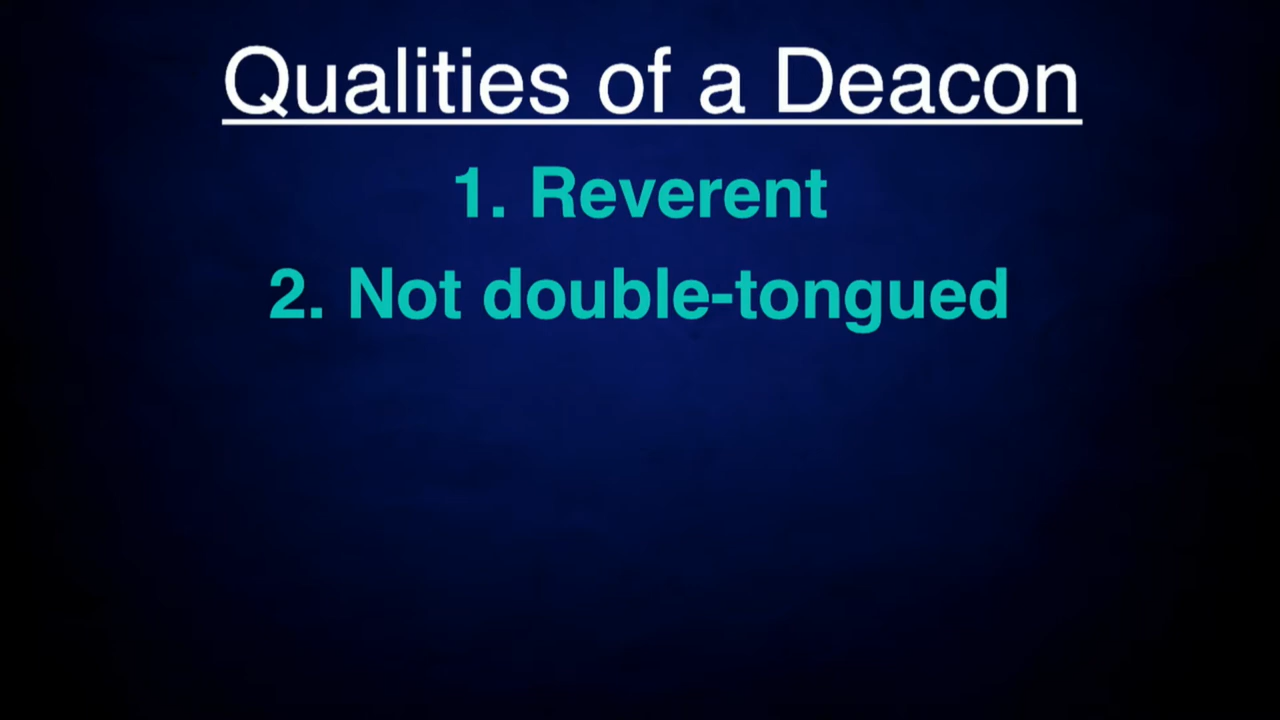 Qualities of a Deacon
1. Reverent
2. Not double-tongued